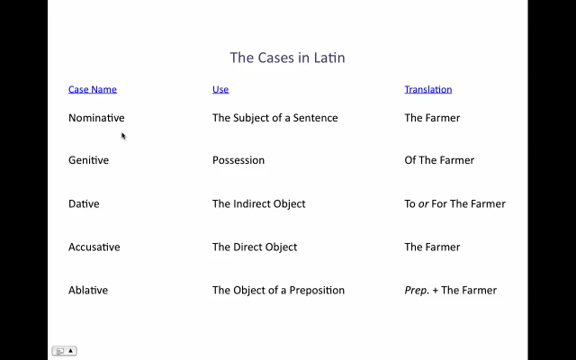 The Cases in Latin
Case Name Use Translation
Nominative The Subject of a Sentence The Farmer
Genitive Possession Of The Farmer
Dative The Indirect Object To or For The Farmer
Accusative The Direct Object The Farmer
Ablative The Object of a Preposition Prep. + The Farmer